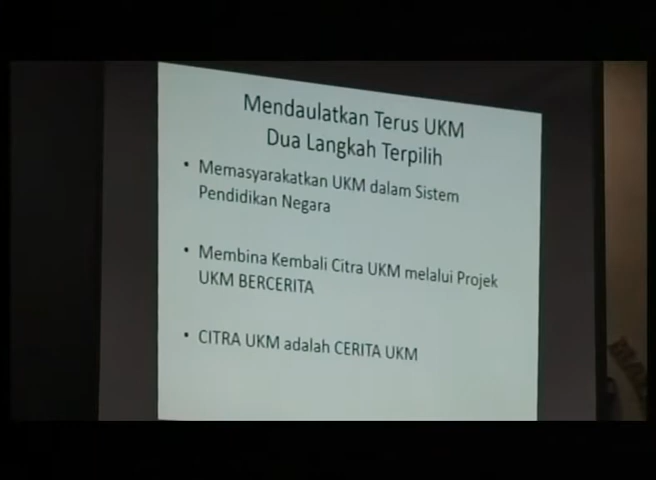 Mendaulatkan Terus UKM
Dua Langkah Terpilih
• Memasyarakatkan UKM dalam Sistem
Pendidikan Negara
• Membina Kembali Citra UKM melalui Projek
UKM BERCERITA
• CITRA UKM adalah CERITA UKM